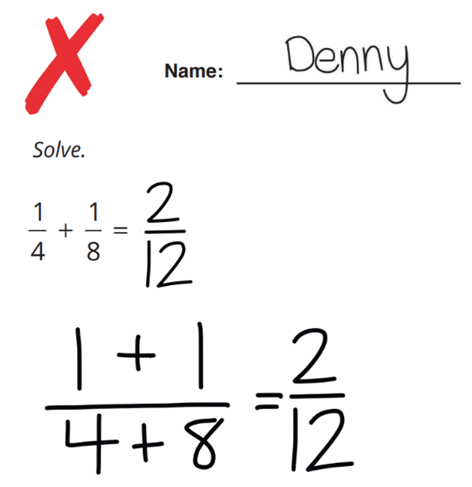 Name: Denny
Solve.
1/4 + 1/8 = 2/12
1 + 1 / 4 + 8 = 2/12